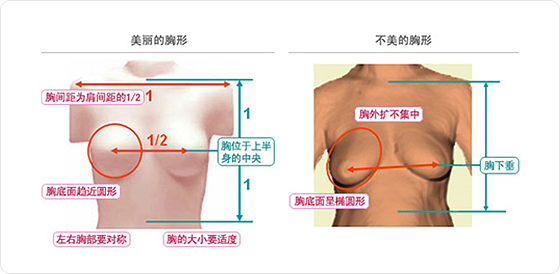 美丽的胸形
不美的胸形
胸间距为肩间距的1/2
1
1
1/2
胸位于上半
身的中央
胸底面趋近圆形
1
左右胸部要对称
胸的大小要适度
胸外扩不集中
胸下垂
胸底面呈椭圆形